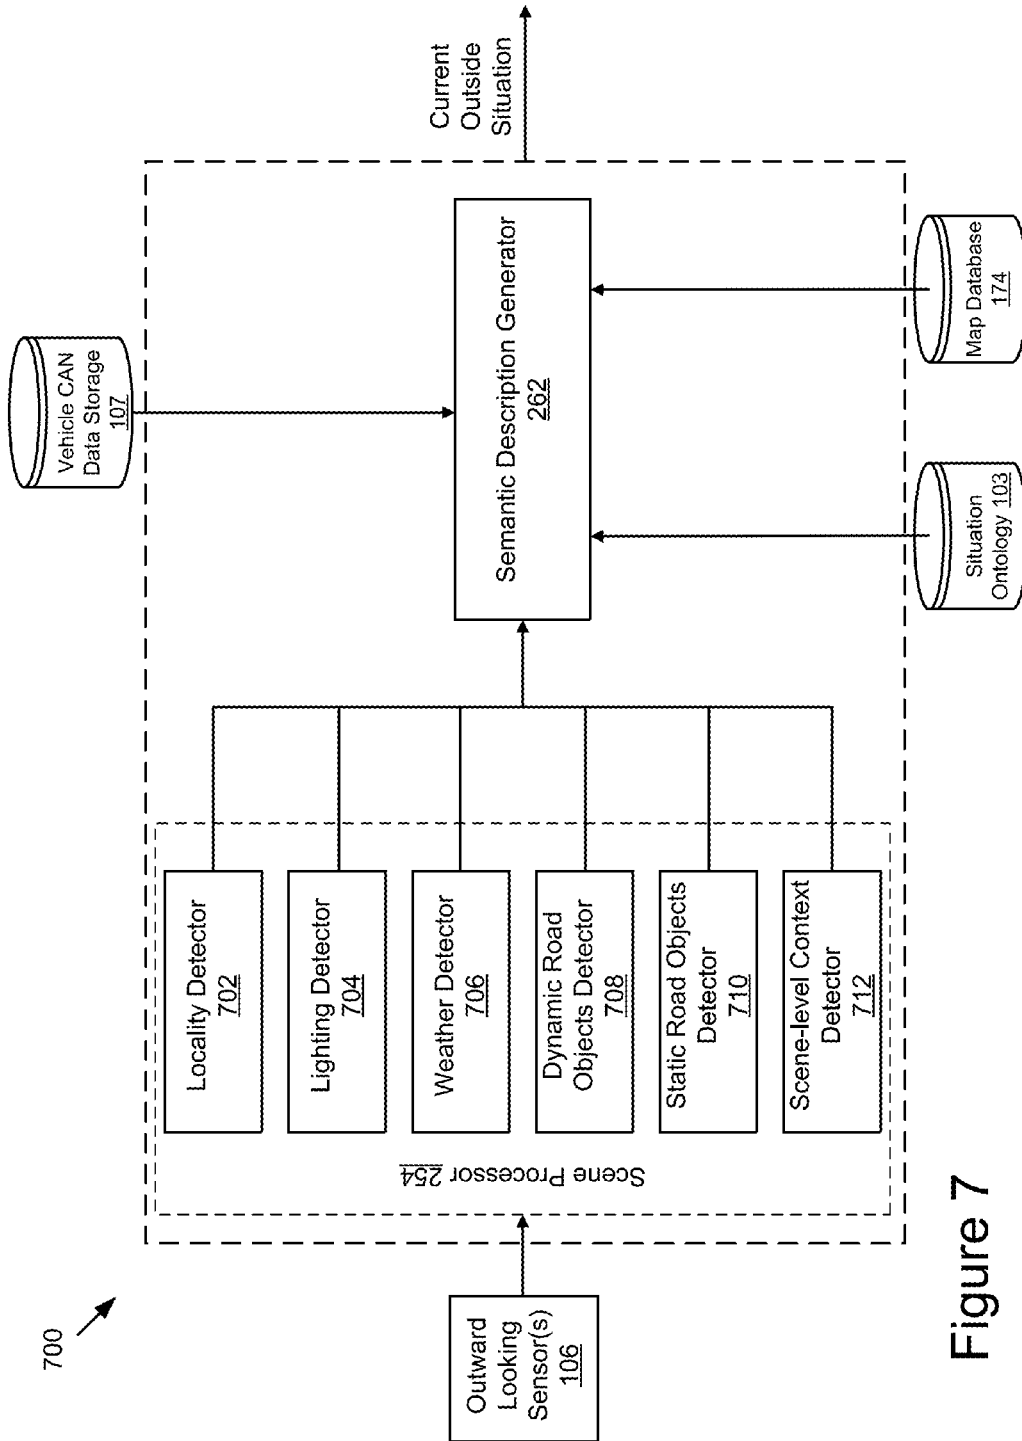 700
Outward
Looking
Sensor(s)
106
Scene Processor 254
Locality Detector
702
Lighting Detector
704
Weather Detector
706
Dynamic Road
Objects Detector
708
Static Road Objects
Detector
710
Scene-level Context
Detector
712
Vehicle CAN
Data Storage
107
Semantic Description Generator
262
Situation
Ontology 103
Map Database
174
Current
Outside
Situation
Figure 7